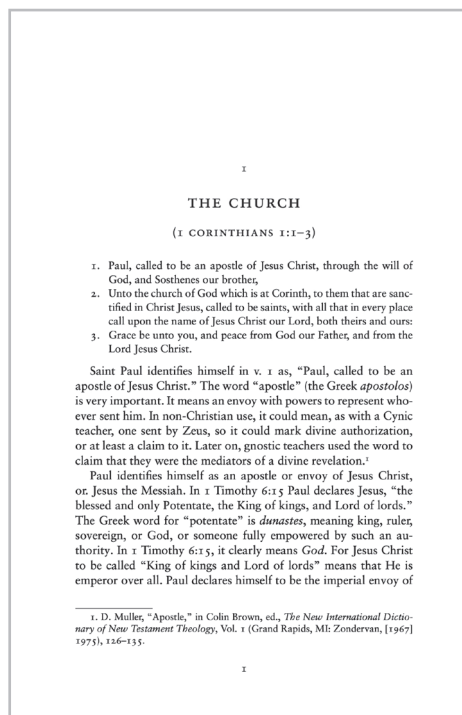 1
THE CHURCH
(1 CORINTHIANS 1:1–3)
1. Paul, called to be an apostle of Jesus Christ, through the will of
God, and Sosthenes our brother,
2. Unto the church of God which is at Corinth, to them that are sanc-
tified in Christ Jesus, called to be saints, with all that in every place
call upon the name of Jesus Christ our Lord, both theirs and ours:
3. Grace be unto you, and peace from God our Father, and from the
Lord Jesus Christ.
Saint Paul identifies himself in v. 1 as, “Paul, called to be an
apostle of Jesus Christ.” The word “apostle” (the Greek apostolos)
is very important. It means an envoy with powers to represent who-
ever sent him. In non-Christian use, it could mean, as with a Cynic
teacher, one sent by Zeus, so it could mark divine authorization,
or at least a claim to it. Later on, gnostic teachers used the word to
claim that they were the mediators of a divine revelation.1
Paul identifies himself as an apostle or envoy of Jesus Christ,
or. Jesus the Messiah. In 1 Timothy 6:15 Paul declares Jesus, “the
blessed and only Potentate, the King of kings, and Lord of lords.”
The Greek word for “potentate” is dunastes, meaning king, ruler,
sovereign, or God, or someone fully empowered by such an au-
thority. In 1 Timothy 6:15, it clearly means God. For Jesus Christ
to be called “King of kings and Lord of lords” means that He is
emperor over all. Paul declares himself to be the imperial envoy of
1. D. Muller, “Apostle,” in Colin Brown, ed., The New International Dictio-
nary of New Testament Theology, Vol. 1 (Grand Rapids, MI: Zondervan, [1967]
1975), 126–135.
1